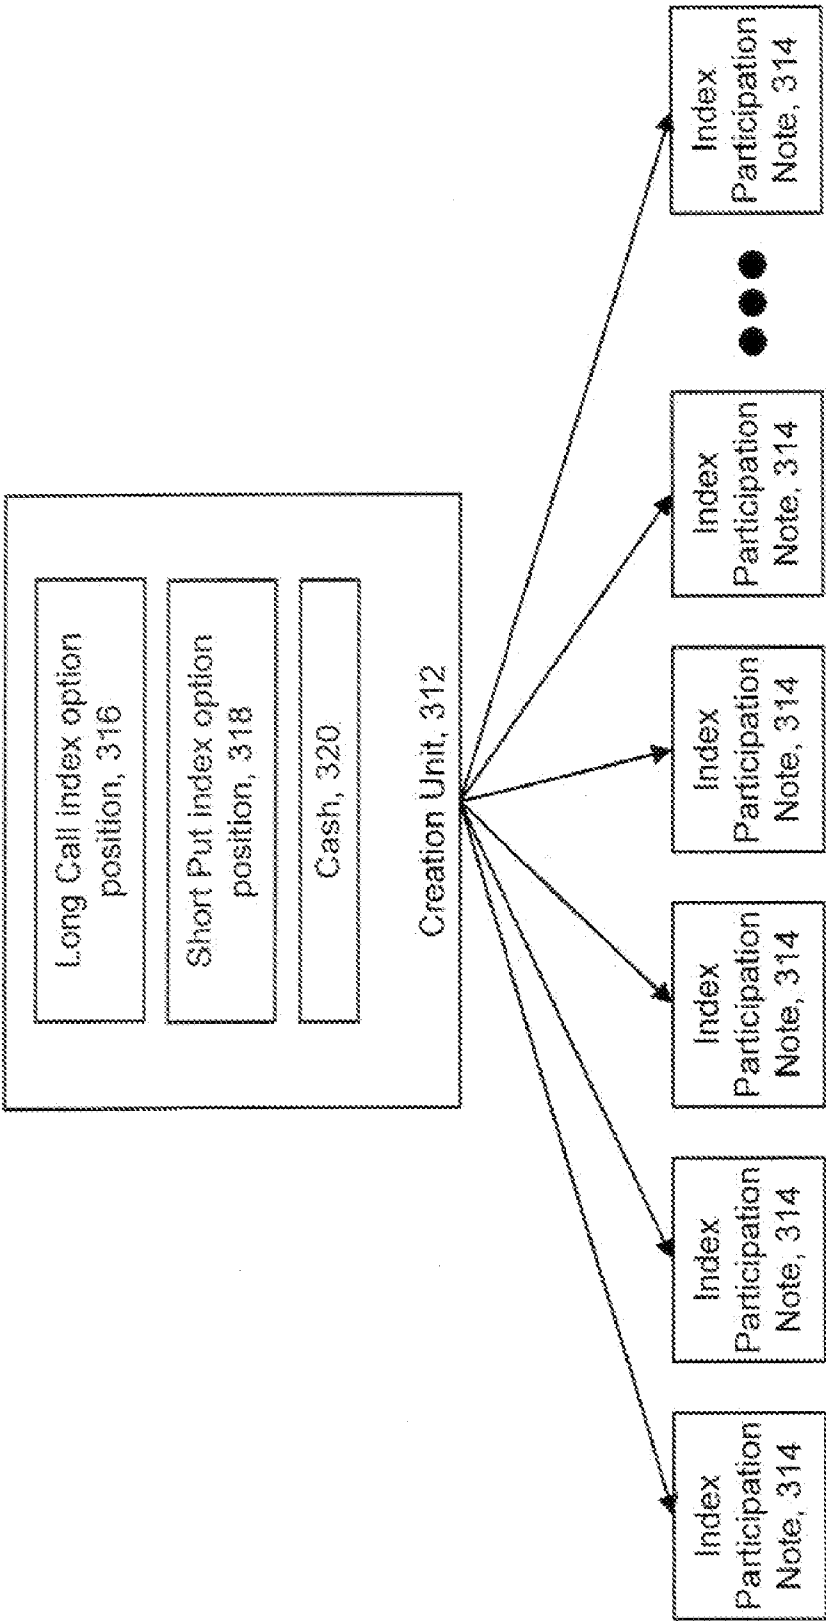 Long Call index option
position, 316
Short Put index option
position, 318
Cash, 320
Creation Unit, 312
Index
Participation
Note, 314
Index
Participation
Note, 314
Index
Participation
Note, 314
Index
Participation
Note, 314
Index
Participation
Note, 314
Index
Participation
Note, 314